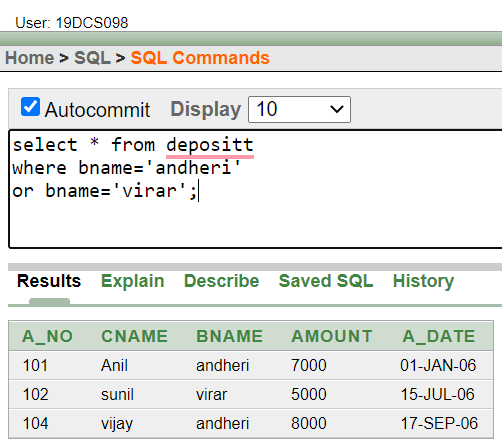 User: 19DCS098
Home > SQL > SQL Commands
Autocommit Display 10
select * from depositt
where bname='andheri'
or bname='virar';
Results Explain Describe Saved SQL History
A_NO CNAME BNAME AMOUNT A_DATE
101 Anil andheri 7000 01-JAN-06
102 sunil virar 5000 15-JUL-06
104 vijay andheri 8000 17-SEP-06